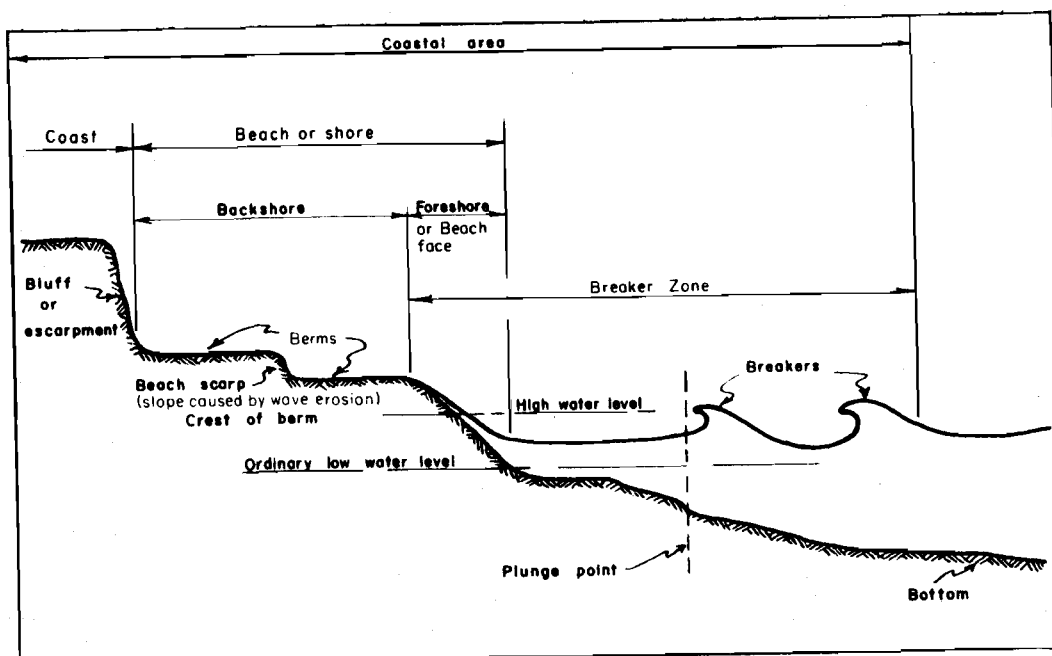 Coastal area
Coast
Beach or shore
Backshore
Foreshore
or Beach
face
Breaker Zone
Bluff
or
escarpment
Berms
Beach scarp
(slope caused by wave erosion)
Crest of berm
High water level
Breakers
Ordinary low water level
Plunge point
Bottom